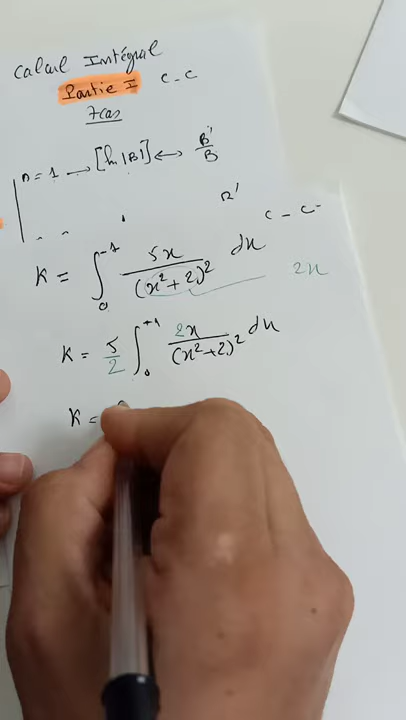 Calcul Intégral
Partie I c-c
7cas
n=1 → [ln|B|] ↔ B'/B
c-c-
K = ∫₀⁻¹ 5x/(x²+2)² dx 2x
K = 5/2 ∫₀⁺¹ 2x/(x²+2)² dx
K =